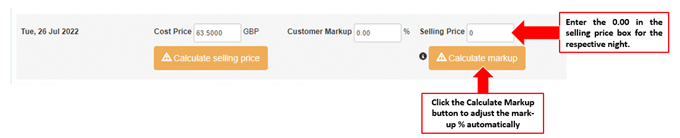 Tue, 26 Jul 2022 Cost Price 63.5000 GBP Customer Markup 0.00 % Selling Price 0
Calculate selling price Calculate markup
Enter the 0.00 in the
selling price box for the
respective night.
Click the Calculate Markup
button to adjust the mark-
up % automatically